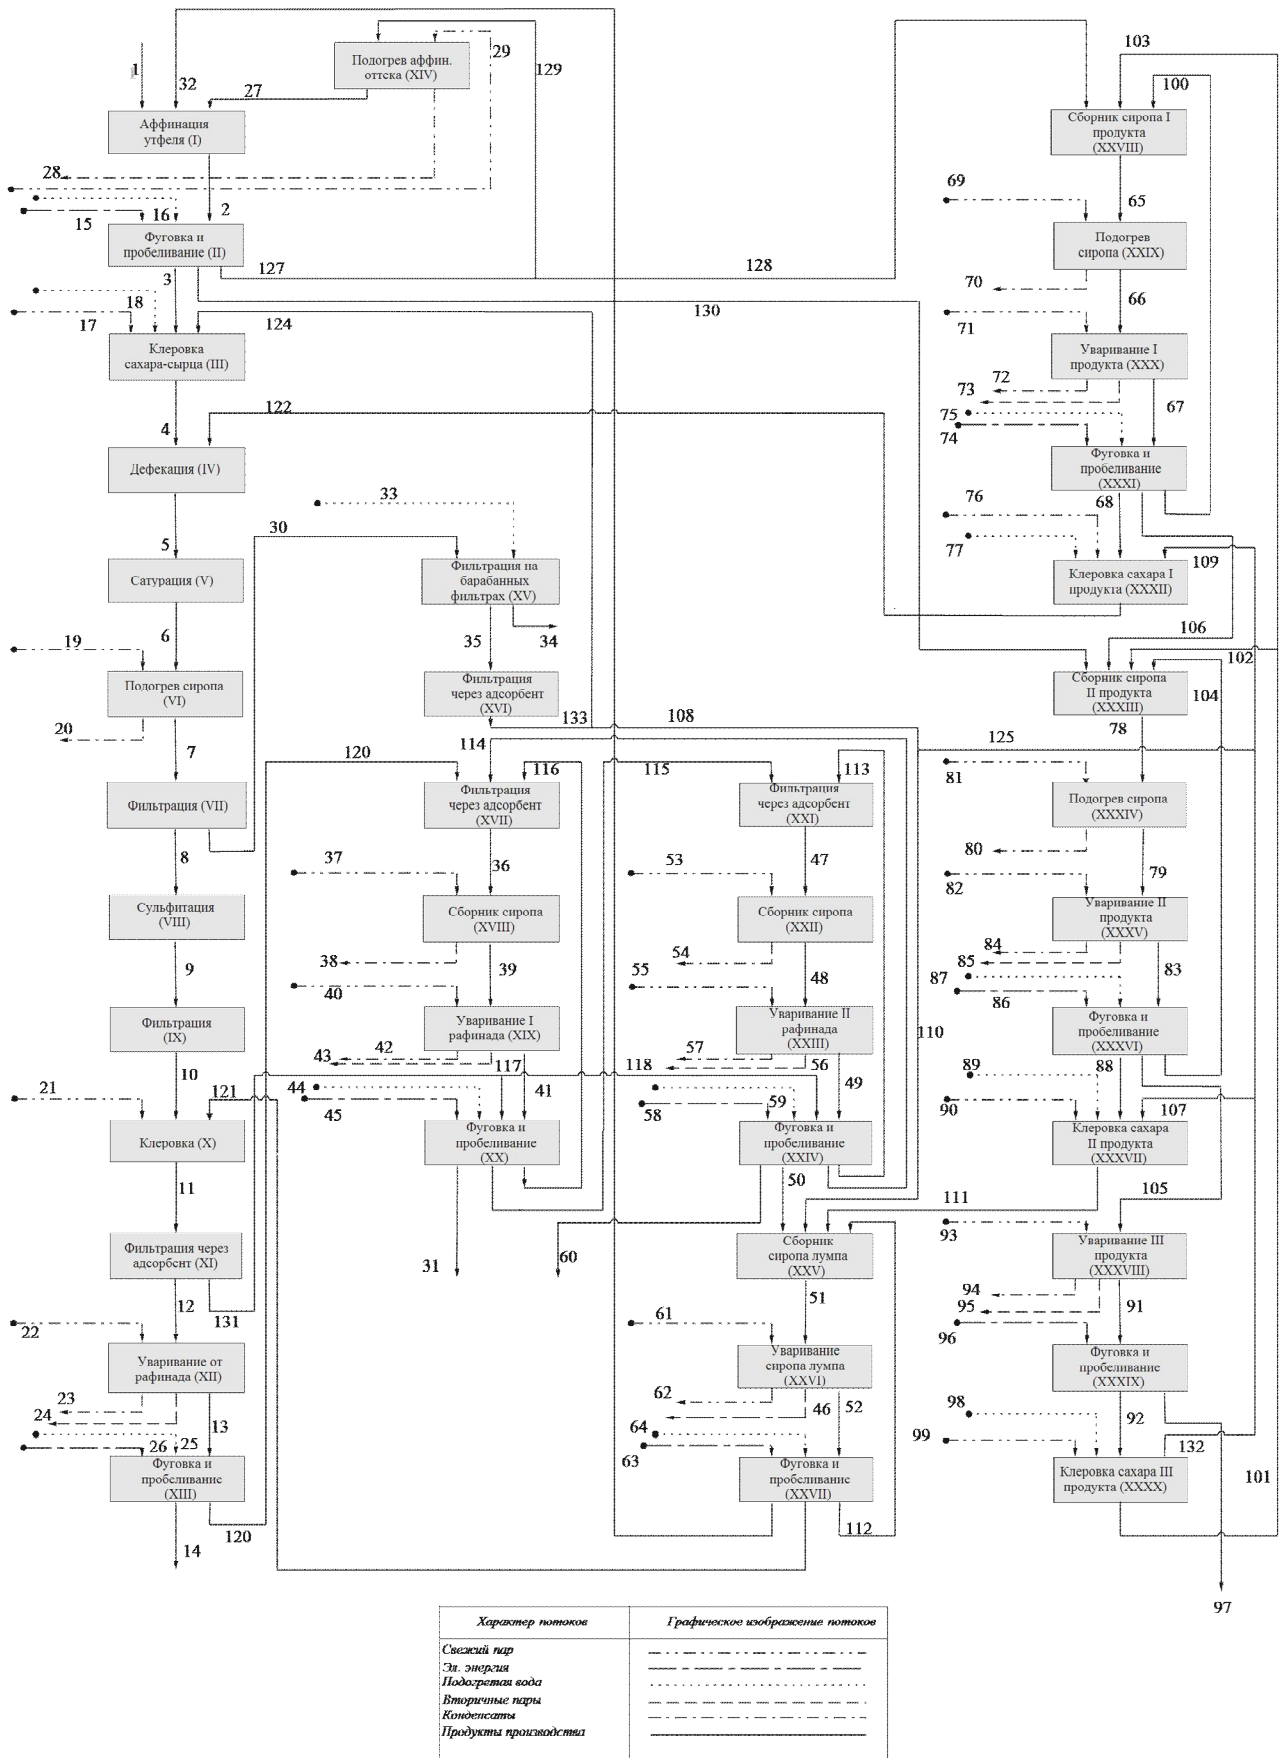 103
29
Подогрев аффин.
оттска (XIV)
1
32
27
129
100
Аффинация
утфеля (I)
Сборник сиропа I
продукта
(XXVIII)
28
69
65
15
16
2
Фуговка и
пробеливание (II)
Подогрев
сиропа (XXIX)
127
128
3
70
66
18
17
124
130
71
Клеровка
сахара-сырца (III)
Уваривание I
продукта (XXX)
72
73
67
122
75
74
4
Дефекация (IV)
Фуговка и
пробеливание
(XXXI)
33
76
68
30
5
77
109
Сатурация (V)
Фильтрация на
барабанных
фильтрах (XV)
Клеровка сахара I
продукта (XXXII)
19
6
35
34
106
102
Подогрев сиропа
(VI)
Фильтрация
через адсорбент
(XVI)
Сборник сиропа
II продукта
(XXXIII)
104
20
133
108
78
7
120
114
116
115
113
125
81
Фильтрация (VII)
Фильтрация
через адсорбент
(XVII)
Фильтрация
через адсорбент
(XXI)
Подогрев сиропа
(XXXIV)
8
37
36
53
47
80
79
82
Сульфитация
(VIII)
Сборник сиропа
(XVIII)
Сборник сиропа
(XXII)
Уваривание II
продукта
(XXXV)
9
38
39
54
48
84
85
83
40
55
87
86
Фильтрация
(IX)
Уваривание I
рафинада (XIX)
Уваривание II
рафинада
(XXIII)
Фуговка и
пробеливание
(XXXVI)
110
10
43
42
57
56
21
121
117
118
41
49
89
88
44
45
59
58
90
107
Клеровка (X)
Фуговка и
пробеливание
(XX)
Фуговка и
пробеливание
(XXIV)
Клеровка сахара
II продукта
(XXXVII)
11
50
111
105
93
Фильтрация через
адсорбснт (XI)
31
60
Сборник
сиропа лумпа
(XXV)
Уваривание III
продукта
(XXXVIII)
12
131
51
94
95
91
22
61
96
Уваривание от
рафинада (XII)
Уваривание
сиропа лумпа
(XXVI)
Фуговка и
пробеливание
(XXXIX)
23
24
13
62
46
52
98
92
25
26
64
63
99
132
101
Фуговка и
пробсливание
(XIII)
Фуговка и
пробсливанис
(XXVII)
Клеровка сахара III
продукта (XXXX)
120
112
14
97
Характер потоков
Графическое изображение потоков
Свежий пар
Эл. энергия
Подогретая вода
Вторичные пары
Конденсаты
Продукты производства